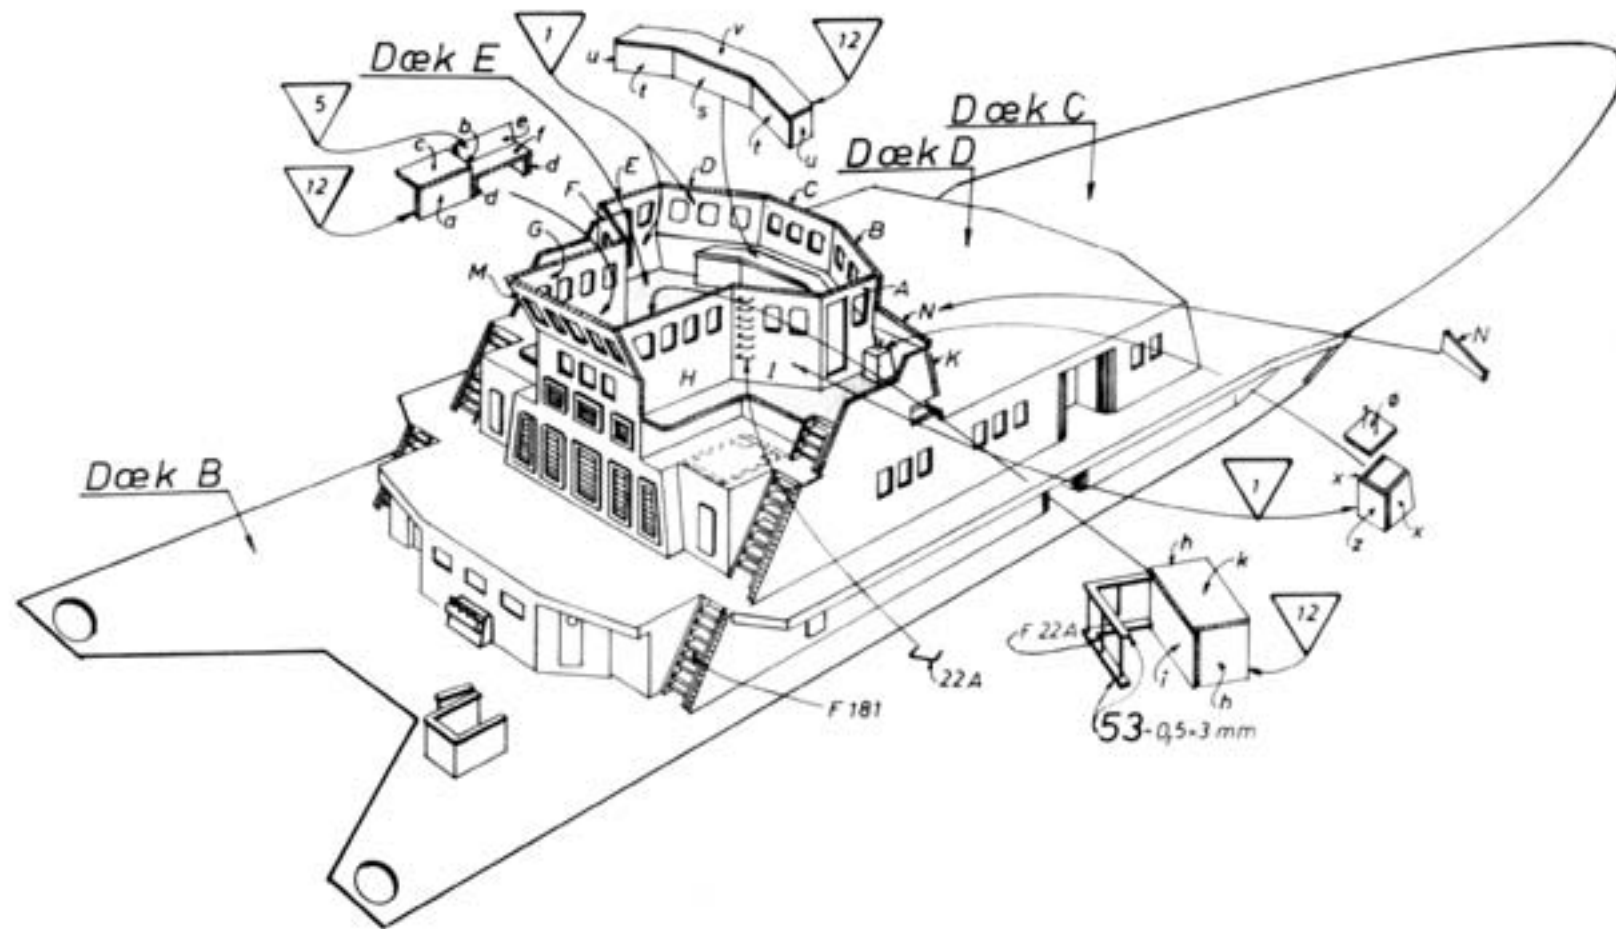 1
v
12
Dæk E
u
t
s
t
u
Dæk C
5
b
e
f
c
d
Dæk D
12
a
d
E
D
F
C
B
G
M
A
N
K
N
H
I
Dæk B
ø
1
x
z
x
h
k
12
F 22A
i
h
22A
F 181
53-0,5×3 mm